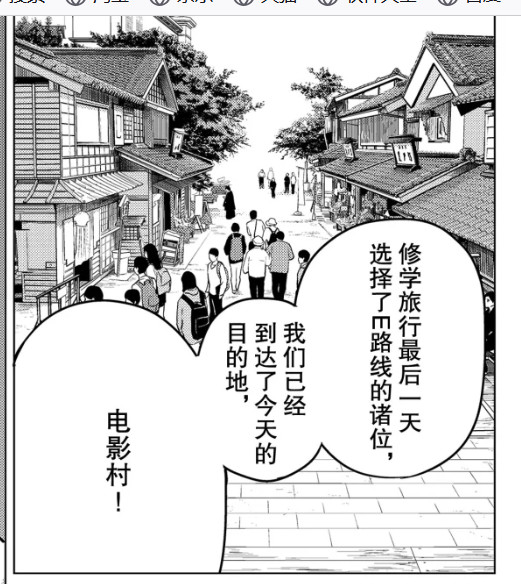 修学旅行最后一天
选择了E路线的诸位，
我们已经
到达了今天的
目的地，
电影村！